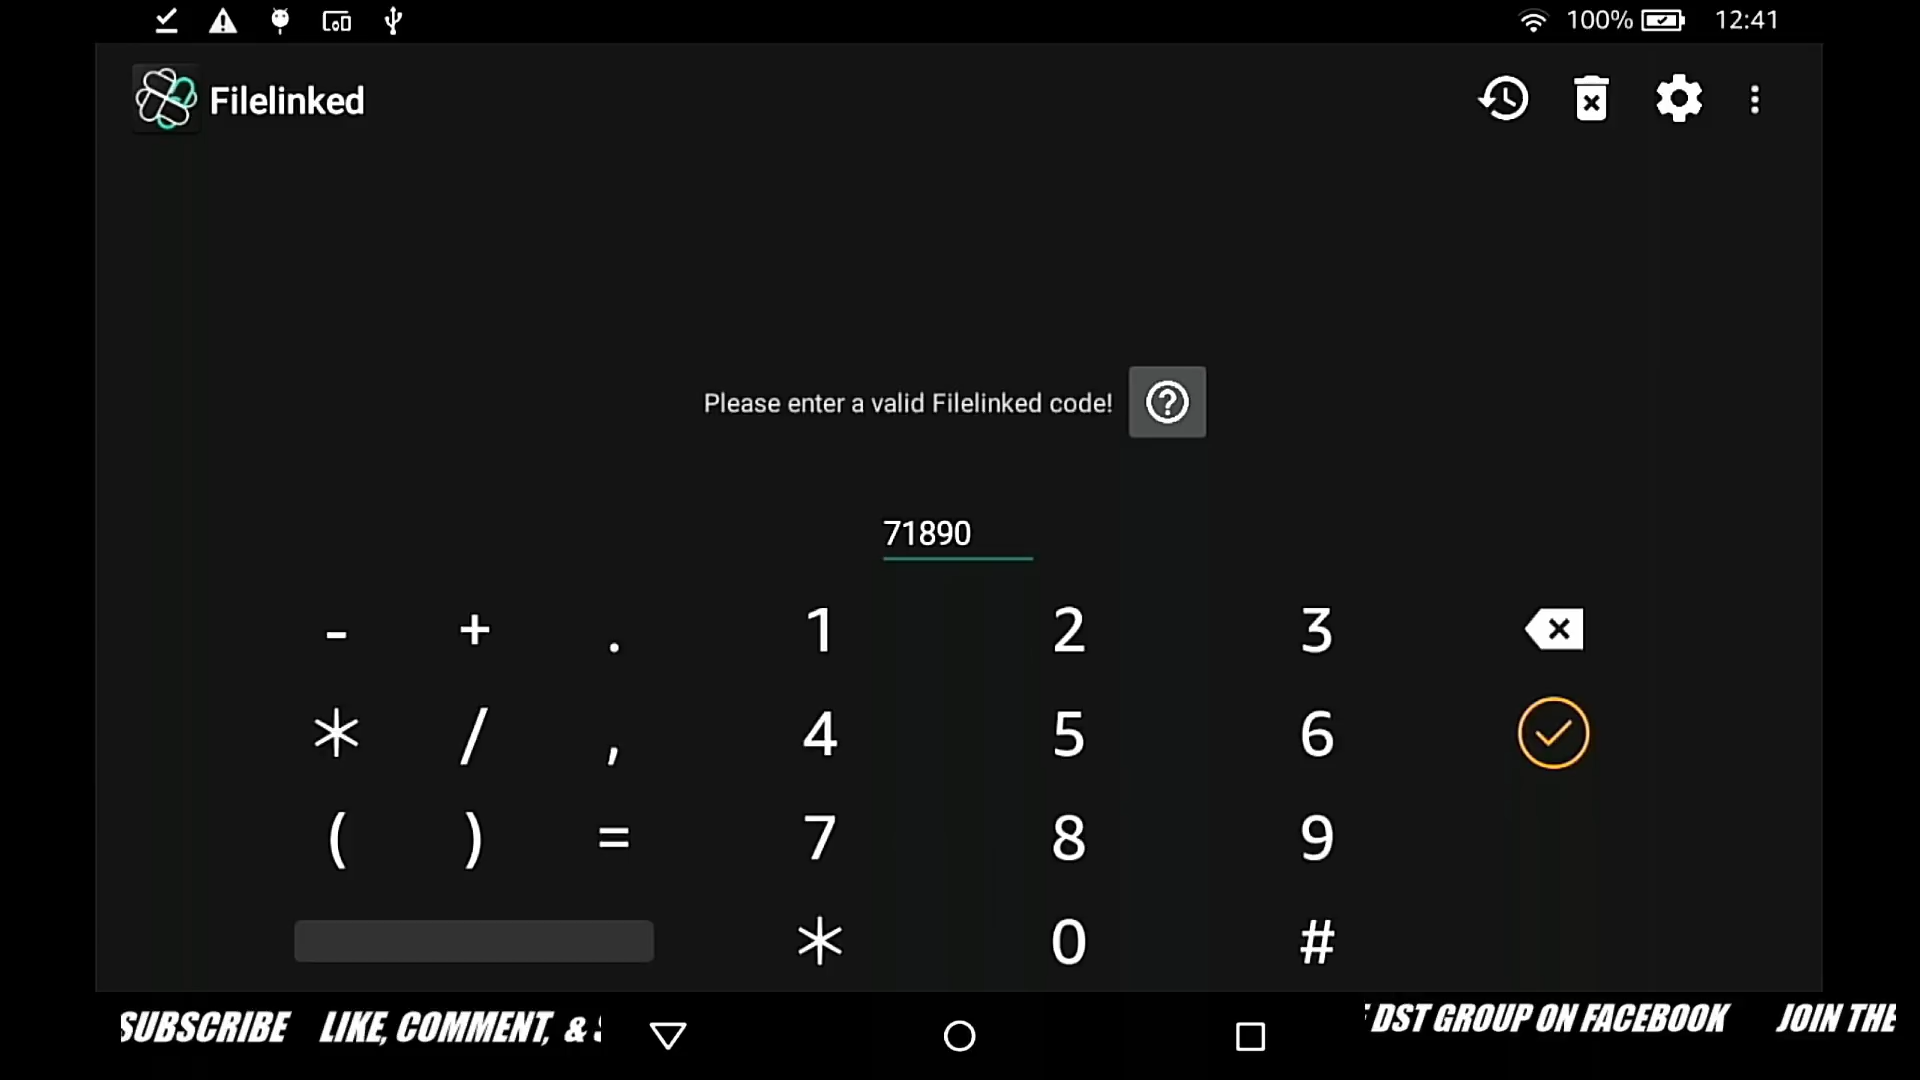 100% 12:41
Filelinked
Please enter a valid Filelinked code!
71890
- + . 1 2 3
* / , 4 5 6
( ) = 7 8 9
* 0 #
SUBSCRIBE LIKE, COMMENT, &
DST GROUP ON FACEBOOK JOIN THE